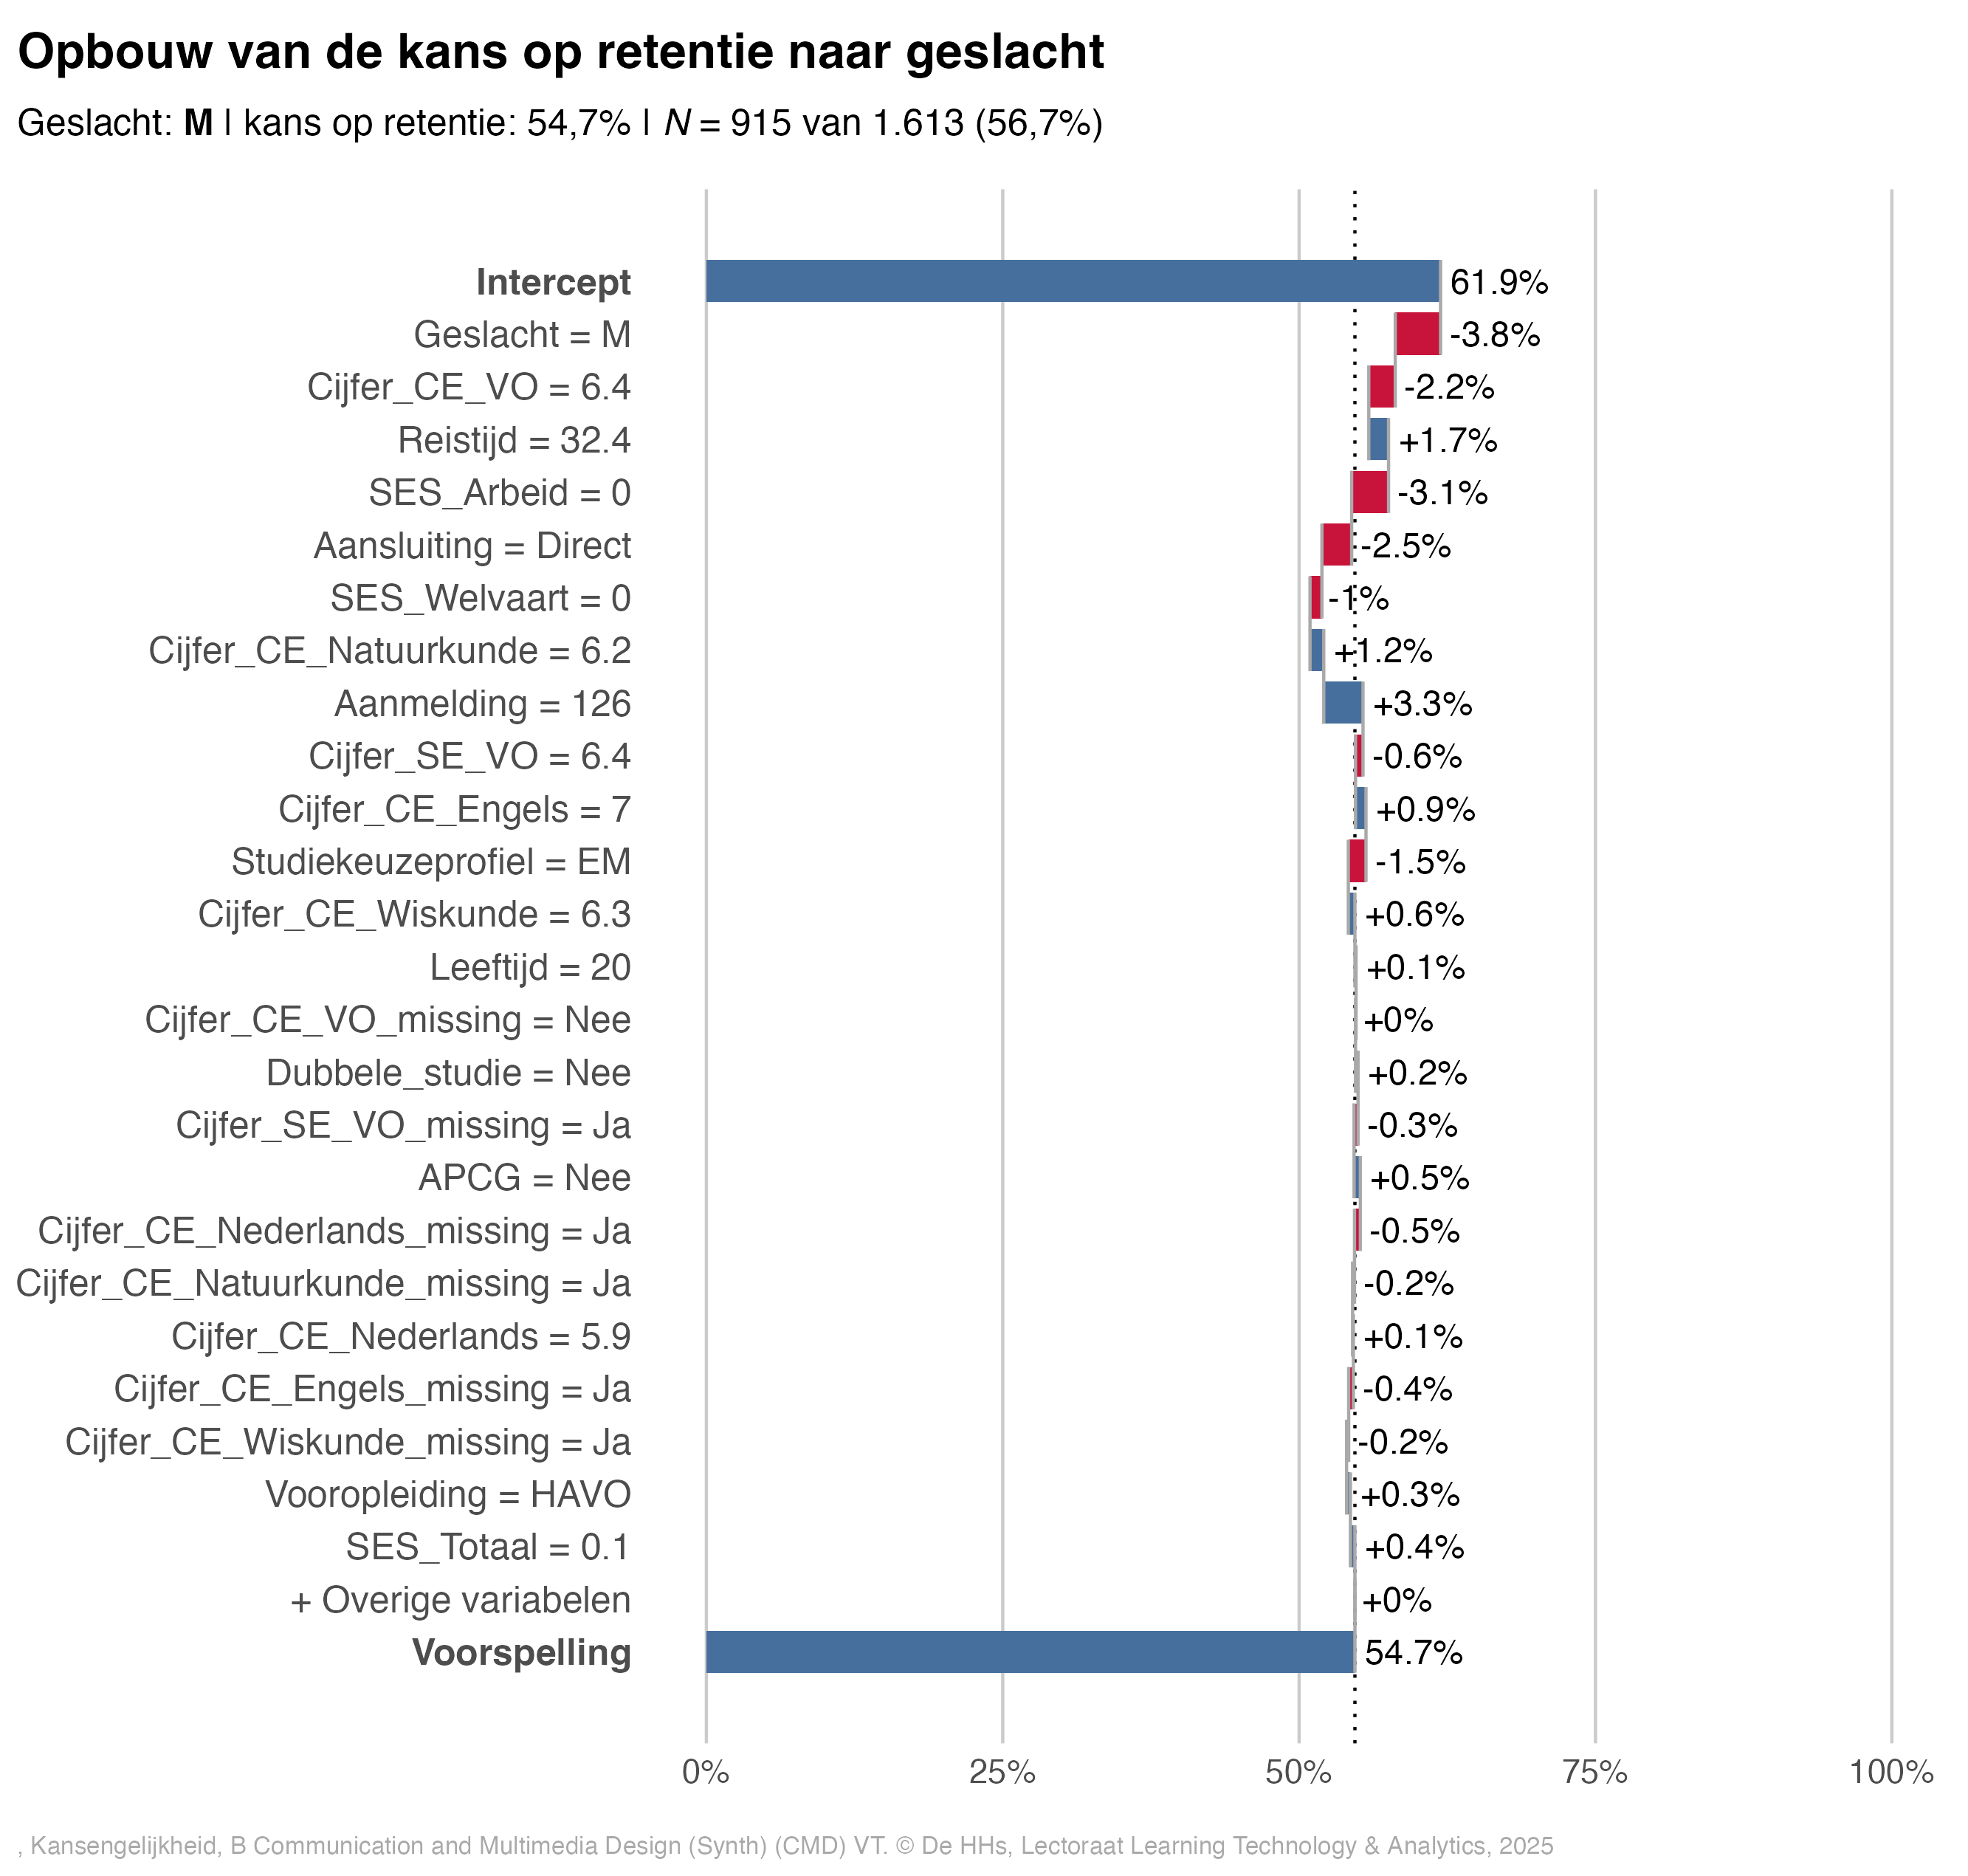 Opbouw van de kans op retentie naar geslacht
Geslacht: M | kans op retentie: 54,7% | N = 915 van 1.613 (56,7%)
Intercept 61.9%
Geslacht = M -3.8%
Cijfer_CE_VO = 6.4 -2.2%
Reistijd = 32.4 +1.7%
SES_Arbeid = 0 -3.1%
Aansluiting = Direct -2.5%
SES_Welvaart = 0 -1%
Cijfer_CE_Natuurkunde = 6.2 +1.2%
Aanmelding = 126 +3.3%
Cijfer_SE_VO = 6.4 -0.6%
Cijfer_CE_Engels = 7 +0.9%
Studiekeuzeprofiel = EM -1.5%
Cijfer_CE_Wiskunde = 6.3 +0.6%
Leeftijd = 20 +0.1%
Cijfer_CE_VO_missing = Nee +0%
Dubbele_studie = Nee +0.2%
Cijfer_SE_VO_missing = Ja -0.3%
APCG = Nee +0.5%
Cijfer_CE_Nederlands_missing = Ja -0.5%
Cijfer_CE_Natuurkunde_missing = Ja -0.2%
Cijfer_CE_Nederlands = 5.9 +0.1%
Cijfer_CE_Engels_missing = Ja -0.4%
Cijfer_CE_Wiskunde_missing = Ja -0.2%
Vooropleiding = HAVO +0.3%
SES_Totaal = 0.1 +0.4%
+ Overige variabelen +0%
Voorspelling 54.7%
0% 25% 50% 75% 100%
, Kansengelijkheid, B Communication and Multimedia Design (Synth) (CMD) VT. © De HHs, Lectoraat Learning Technology & Analytics, 2025